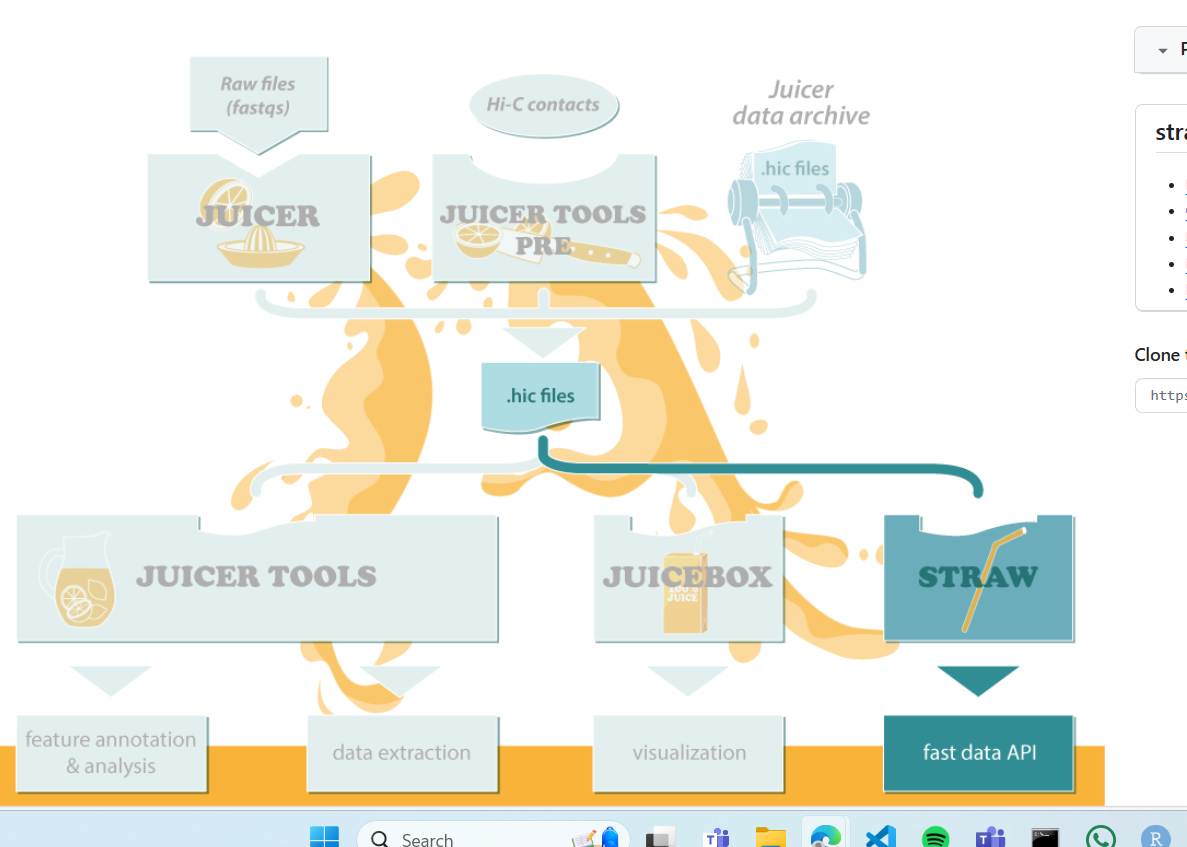 Raw files
(fastqs)
Hi-C contacts
Juicer
data archive
.hic files
JUICER
JUICER TOOLS
PRE
.hic files
JUICER TOOLS
JUICEBOX
100%
JUICE
STRAW
feature annotation
& analysis
data extraction
visualization
fast data API
Clone
https
Search
R